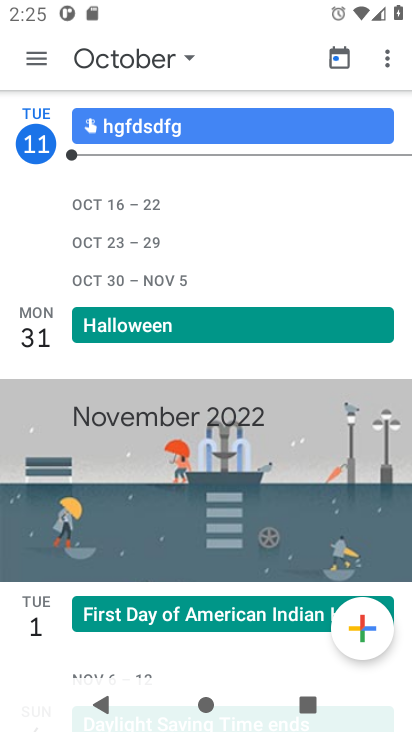 2:25
October
TUE
11
hgfdsdfg
OCT 16 – 22
OCT 23 – 29
OCT 30 – NOV 5
MON
31
Halloween
November 2022
TUE
1
First Day of American Indian
NOV 6 – 12
SUN
Daylight Saving Time ends